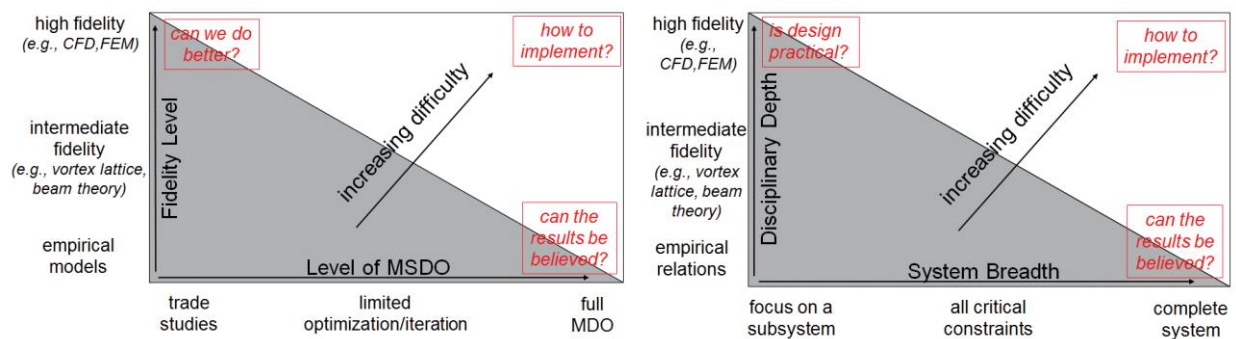 high fidelity
(e.g., CFD,FEM)
intermediate
fidelity
(e.g., vortex lattice,
beam theory)
empirical
models
Fidelity Level
can we do
better?
how to
implement?
increasing difficulty
can the
results be
believed?
Level of MSDO
trade
studies
limited
optimization/iteration
full
MDO
high fidelity
(e.g.,
CFD,FEM)
intermediate
fidelity
(e.g., vortex
lattice, beam
theory)
empirical
relations
Disciplinary Depth
is design
practical?
how to
implement?
increasing difficulty
can the
results be
believed?
System Breadth
focus on a
subsystem
all critical
constraints
complete
system